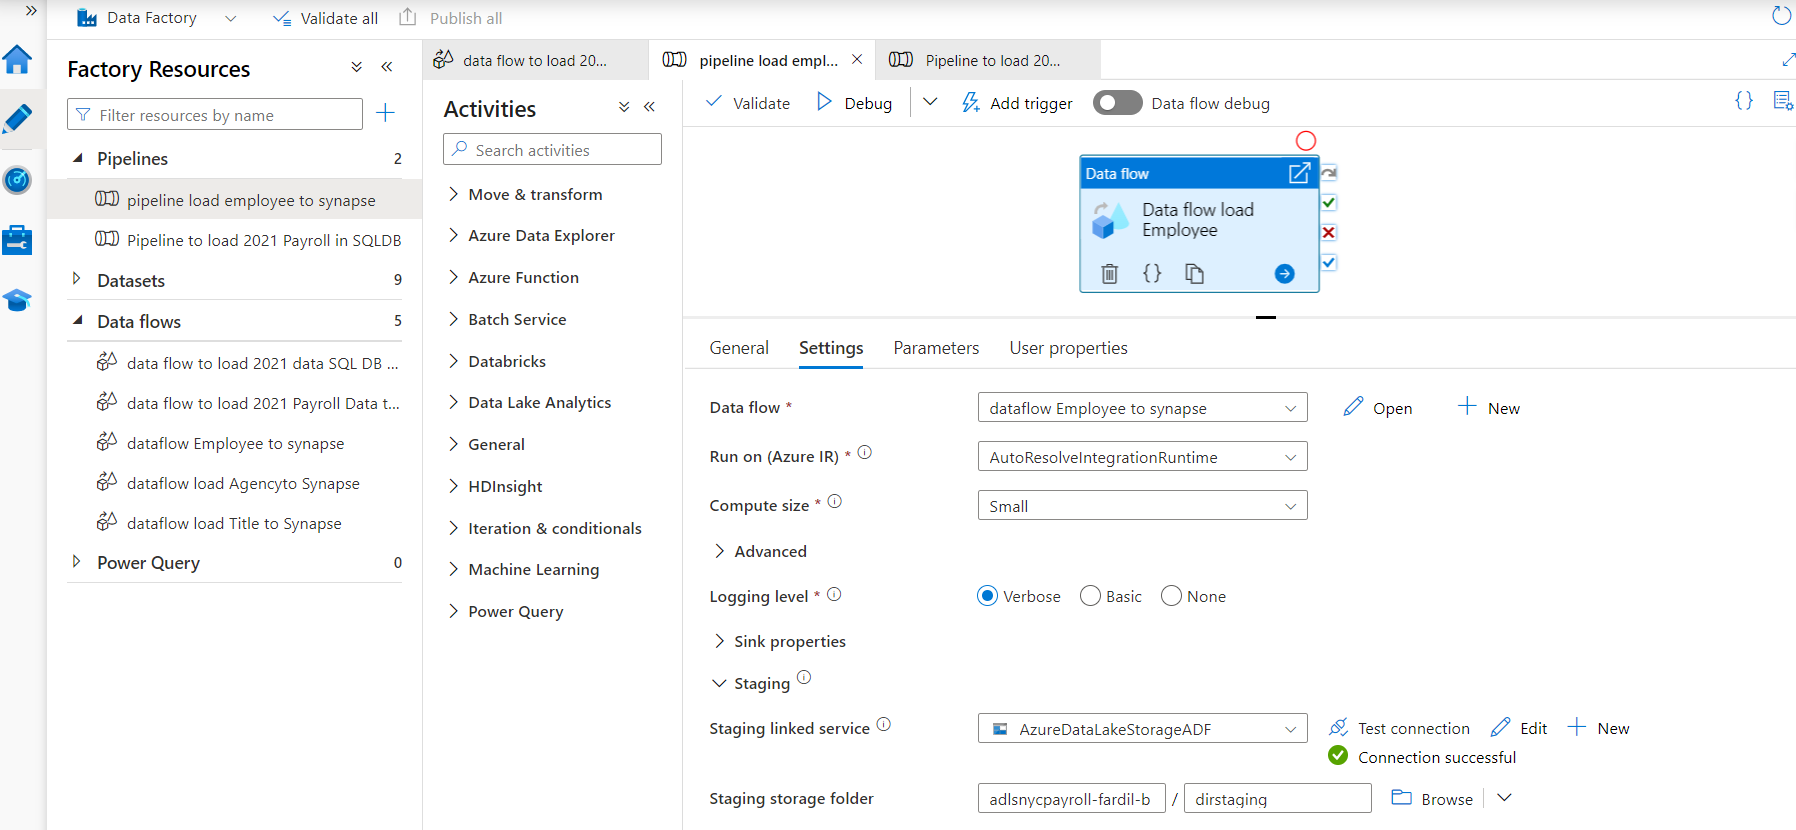 Data Factory
Validate all
Publish all
Factory Resources
Filter resources by name
Pipelines 2
pipeline load employee to synapse
Pipeline to load 2021 Payroll in SQLDB
Datasets 9
Data flows 5
data flow to load 2021 data SQL DB ...
data flow to load 2021 Payroll Data t...
dataflow Employee to synapse
dataflow load Agencyto Synapse
dataflow load Title to Synapse
Power Query 0
data flow to load 20...
pipeline load empl...
Pipeline to load 20...
Activities
Search activities
Move & transform
Azure Data Explorer
Azure Function
Batch Service
Databricks
Data Lake Analytics
General
HDInsight
Iteration & conditionals
Machine Learning
Power Query
Validate
Debug
Add trigger
Data flow debug
Data flow
Data flow load
Employee
General
Settings
Parameters
User properties
Data flow *
dataflow Employee to synapse
Open
New
Run on (Azure IR) *
AutoResolveIntegrationRuntime
Compute size *
Small
Advanced
Logging level *
Verbose
Basic
None
Sink properties
Staging
Staging linked service
AzureDataLakeStorageADF
Test connection
Edit
New
Connection successful
Staging storage folder
adlsnycpayroll-fardil-b / dirstaging
Browse